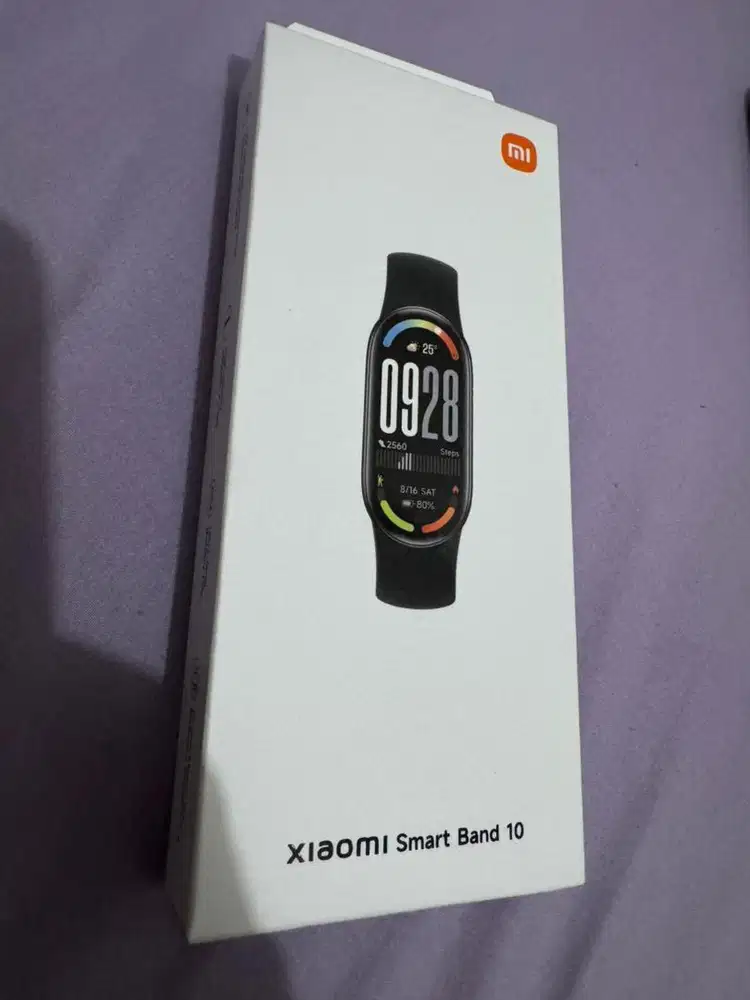 mi
25°
0928
2560
Steps
8/16 SAT
80%
xiaomi Smart Band 10